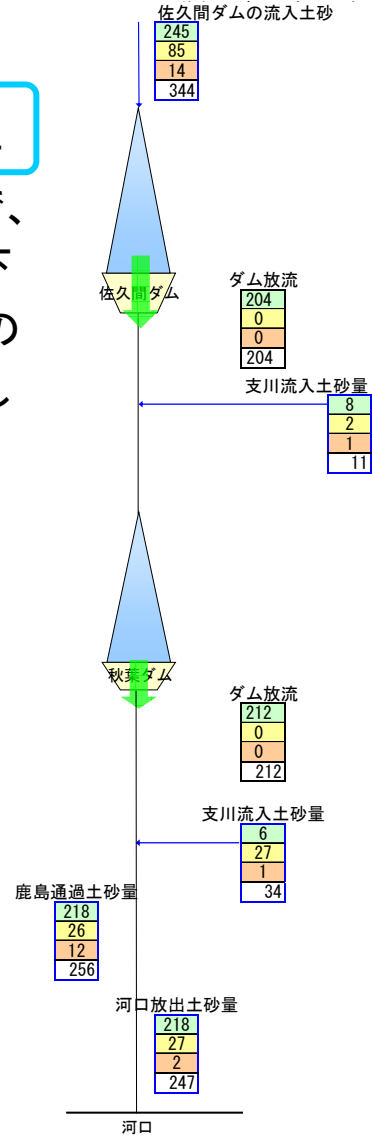 佐久間ダムの流入土砂
245
85
14
344
、
の
佐久間ダム
ダム放流
204
0
0
204
支川流入土砂量
8
2
1
11
秋葉ダム
ダム放流
212
0
0
212
支川流入土砂量
6
27
1
34
鹿島通過土砂量
218
26
12
256
河口放出土砂量
218
27
2
247
河口